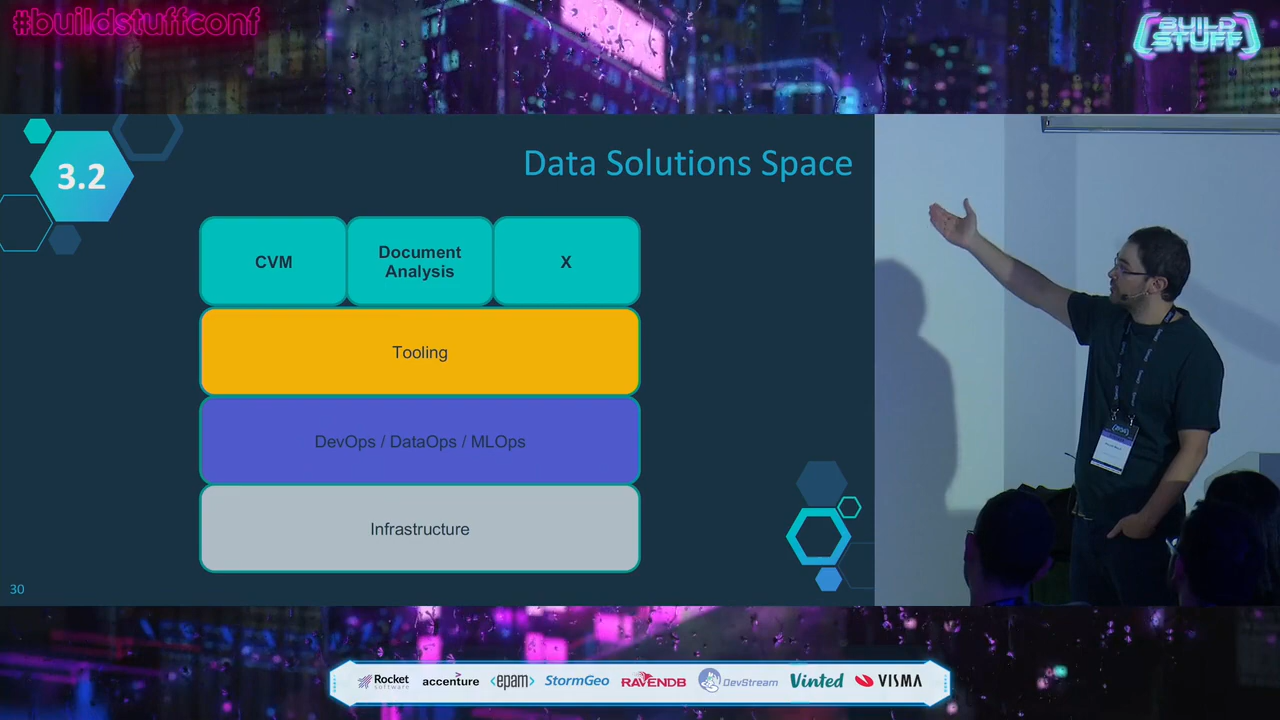 #buildstuffconf
BUILD
STUFF
3.2
Data Solutions Space
CVM
Document
Analysis
X
Tooling
DevOps / DataOps / MLOps
Infrastructure
30
Rocket
software
accenture
<epam>
StormGeo
RAVENDB
DevStream
Vinted
VISMA